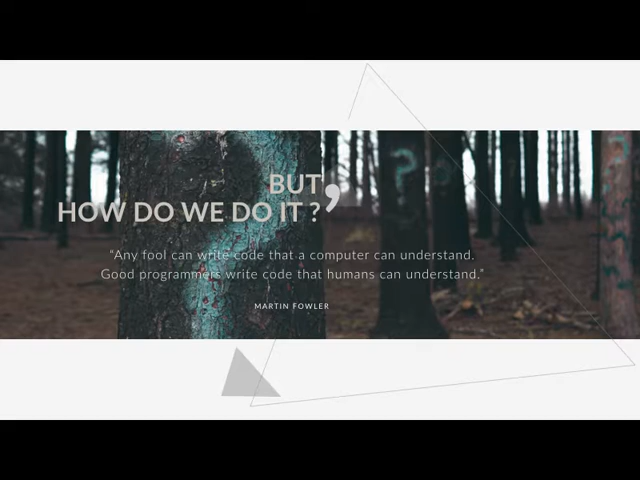 BUT
HOW DO WE DO IT ?
,
“Any fool can write code that a computer can understand.
Good programmers write code that humans can understand.”
MARTIN FOWLER